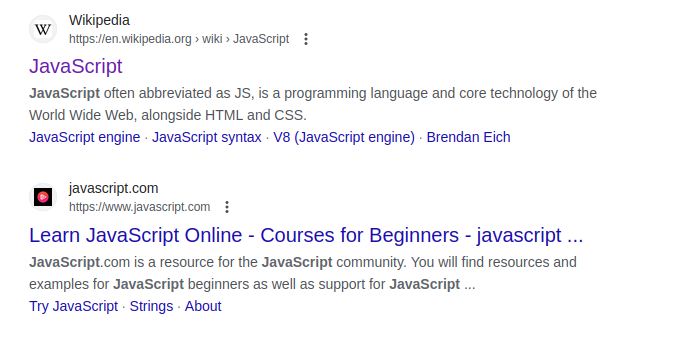 W
Wikipedia
https://en.wikipedia.org › wiki › JavaScript
JavaScript
JavaScript often abbreviated as JS, is a programming language and core technology of the
World Wide Web, alongside HTML and CSS.
JavaScript engine · JavaScript syntax · V8 (JavaScript engine) · Brendan Eich
javascript.com
https://www.javascript.com
Learn JavaScript Online - Courses for Beginners - javascript ...
JavaScript.com is a resource for the JavaScript community. You will find resources and
examples for JavaScript beginners as well as support for JavaScript ...
Try JavaScript · Strings · About